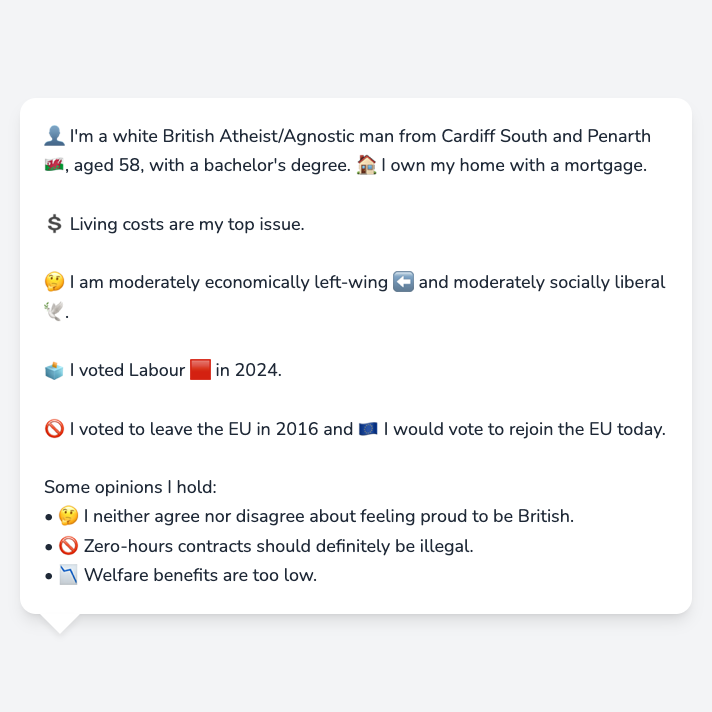 👤 I'm a white British Atheist/Agnostic man from Cardiff South and Penarth
🏴󠁧󠁢󠁷󠁬󠁳󠁿, aged 58, with a bachelor's degree. 🏠 I own my home with a mortgage.
💲 Living costs are my top issue.
🤔 I am moderately economically left-wing ⬅️ and moderately socially liberal
🕊️.
🗳️ I voted Labour 🟥 in 2024.
🚫 I voted to leave the EU in 2016 and 🇪🇺 I would vote to rejoin the EU today.
Some opinions I hold:
• 🤔 I neither agree nor disagree about feeling proud to be British.
• 🚫 Zero-hours contracts should definitely be illegal.
• 📉 Welfare benefits are too low.